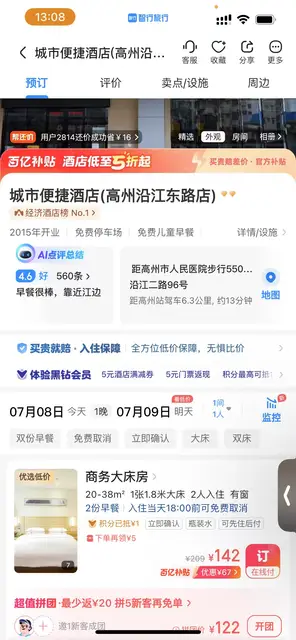 13:08
智行旅行
城市便捷酒店(高州沿...
客服
收藏
分享
更多
预订
评价
卖点/设施
周边
帮还价 用户2814还价成功省¥16
精选
外观
房间
相册
百亿补贴 酒店低至5折起
买贵赔差价·官方补贴
城市便捷酒店(高州沿江东路店)
经济酒店榜 No.1
2015年开业
免费停车场
免费儿童早餐
详情/设施
AI点评总结
4.6 好 560条
早餐很棒,靠近江边
距高州市人民医院步行550...
沿江二路96号
高州站驾车6.3公里, 约13分钟
地图
买贵就赔·入住保障 全方位低价保障,无惧比价
体验黑钻会员 5元酒店满减券 5元门票返现 积分最高可抵
07月08日 今天 1晚 07月09日 明天
1间
1人
监控
双份早餐
免费取消
立即确认
大床
双床
优选低价
7
商务大床房
20-38m² 1张1.8米大床 2人入住 有窗
2份早餐 入住当天18:00前可免费取消
积分已抵¥1
立即确认
瓶装水
可先住后付
下单再领¥5
¥209 ¥142
百亿补贴 优惠¥67
订
在线付
超值拼团·最少返¥20 拼5新客再免单
邀1新客成团
¥122
开团